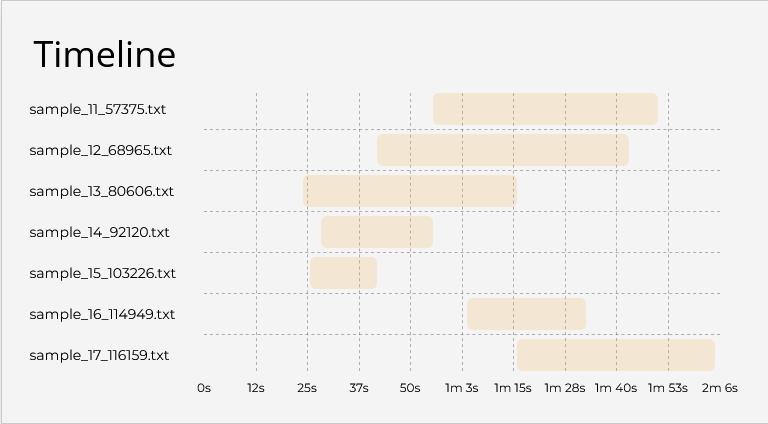 Timeline
sample_11_57375.txt
sample_12_68965.txt
sample_13_80606.txt
sample_14_92120.txt
sample_15_103226.txt
sample_16_114949.txt
sample_17_116159.txt
0s 12s 25s 37s 50s 1m 3s 1m 15s 1m 28s 1m 40s 1m 53s 2m 6s